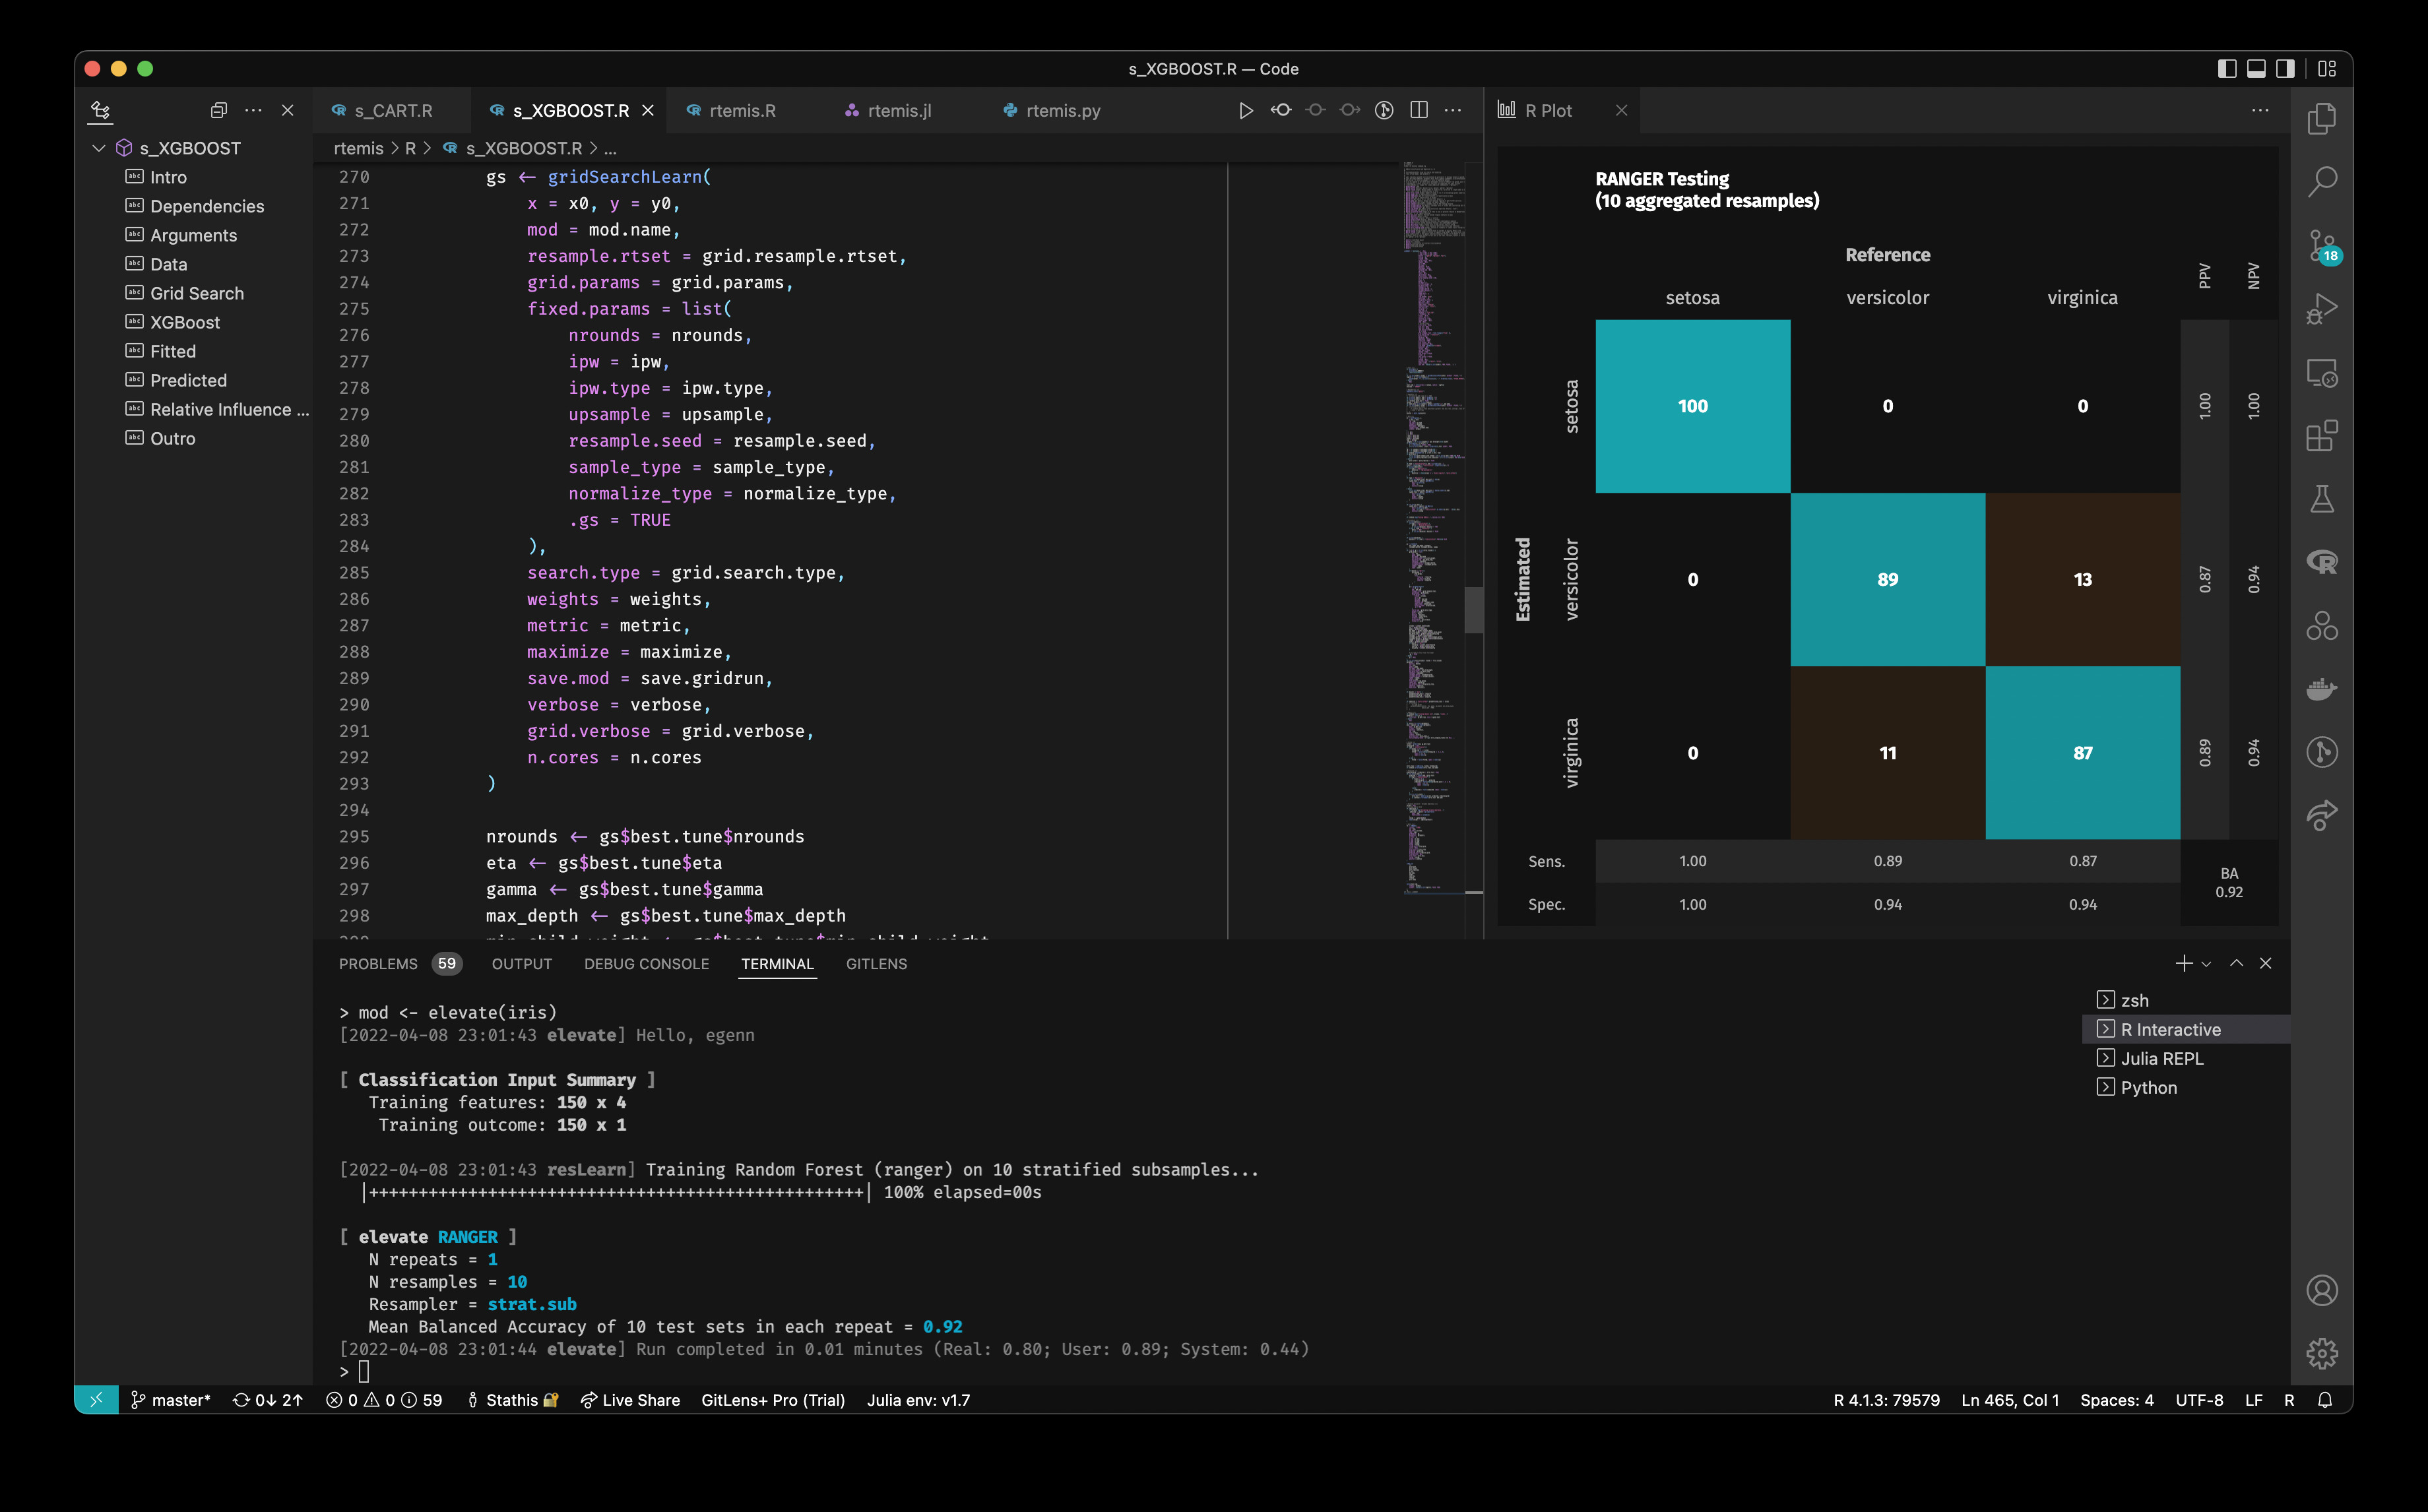 s_XGBOOST.R — Code
s_XGBOOST
Intro
Dependencies
Arguments
Data
Grid Search
XGBoost
Fitted
Predicted
Relative Influence ...
Outro
s_CART.R
s_XGBOOST.R
rtemis.R
rtemis.jl
rtemis.py
rtemis > R > s_XGBOOST.R > ...
270 gs <- gridSearchLearn(
271 x = x0, y = y0,
272 mod = mod.name,
273 resample.rtset = grid.resample.rtset,
274 grid.params = grid.params,
275 fixed.params = list(
276 nrounds = nrounds,
277 ipw = ipw,
278 ipw.type = ipw.type,
279 upsample = upsample,
280 resample.seed = resample.seed,
281 sample_type = sample_type,
282 normalize_type = normalize_type,
283 .gs = TRUE
284 ),
285 search.type = grid.search.type,
286 weights = weights,
287 metric = metric,
288 maximize = maximize,
289 save.mod = save.gridrun,
290 verbose = verbose,
291 grid.verbose = grid.verbose,
292 n.cores = n.cores
293 )
294
295 nrounds <- gs$best.tune$nrounds
296 eta <- gs$best.tune$eta
297 gamma <- gs$best.tune$gamma
298 max_depth <- gs$best.tune$max_depth
R Plot
RANGER Testing
(10 aggregated resamples)
Reference
setosa versicolor virginica PPV NPV
Estimated
setosa 100 0 0 1.00 1.00
versicolor 0 89 13 0.87 0.94
virginica 0 11 87 0.89 0.94
Sens. 1.00 0.89 0.87
Spec. 1.00 0.94 0.94
BA
0.92
18
PROBLEMS 59 OUTPUT DEBUG CONSOLE TERMINAL GITLENS
> mod <- elevate(iris)
[2022-04-08 23:01:43 elevate] Hello, egenn
[ Classification Input Summary ]
Training features: 150 x 4
Training outcome: 150 x 1
[2022-04-08 23:01:43 resLearn] Training Random Forest (ranger) on 10 stratified subsamples...
|++++++++++++++++++++++++++++++++++++++++++++++++++| 100% elapsed=00s
[ elevate RANGER ]
N repeats = 1
N resamples = 10
Resampler = strat.sub
Mean Balanced Accuracy of 10 test sets in each repeat = 0.92
[2022-04-08 23:01:44 elevate] Run completed in 0.01 minutes (Real: 0.80; User: 0.89; System: 0.44)
>
zsh
R Interactive
Julia REPL
Python
master* 0↓ 2↑ 0 0 59 Stathis Live Share GitLens+ Pro (Trial) Julia env: v1.7 R 4.1.3: 79579 Ln 465, Col 1 Spaces: 4 UTF-8 LF R